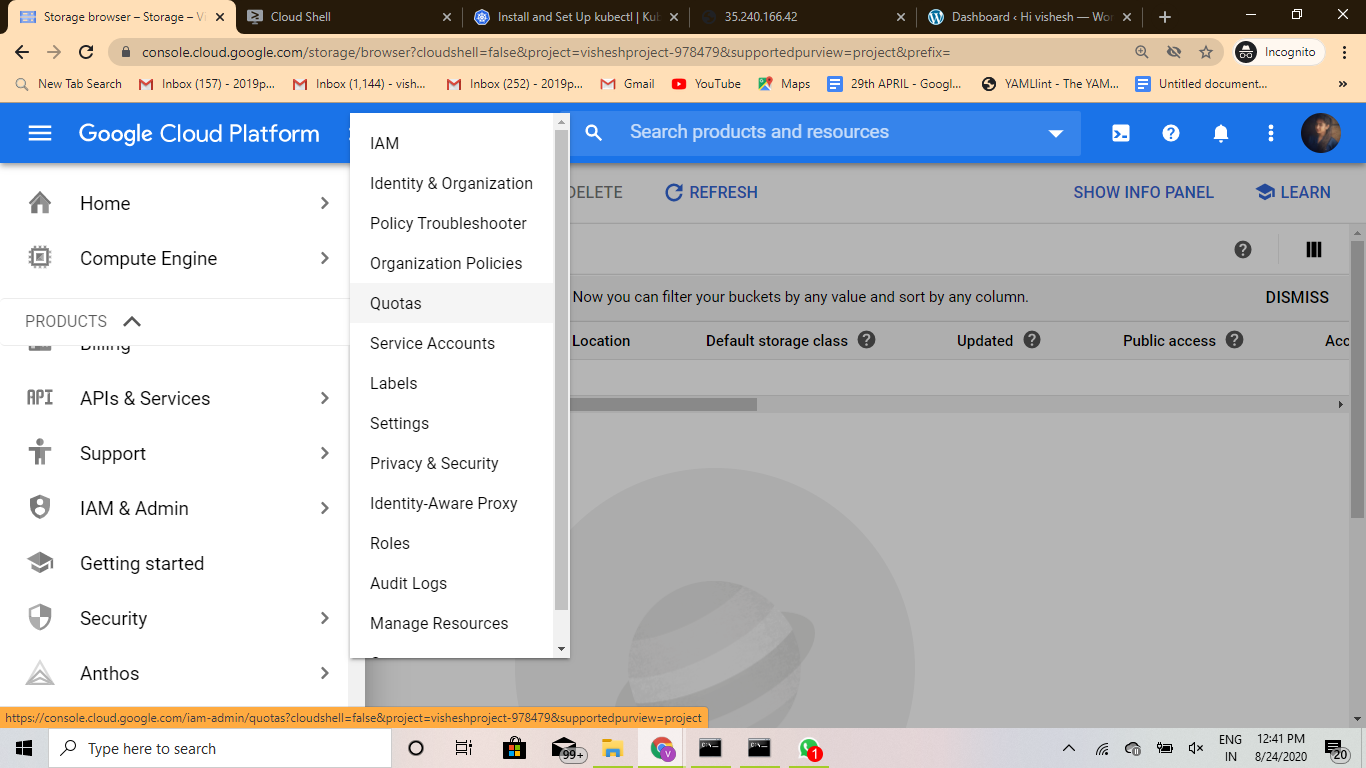 Storage browser – Storage – Vi
Cloud Shell
Install and Set Up kubectl | Kub
35.240.166.42
Dashboard ‹ Hi vishesh — Wor
console.cloud.google.com/storage/browser?cloudshell=false&project=visheshproject-978479&supportedpurview=project&prefix=
Incognito
New Tab Search
Inbox (157) - 2019p...
Inbox (1,144) - vish...
Inbox (252) - 2019p...
Gmail
YouTube
Maps
29th APRIL - Googl...
YAMLlint - The YAM...
Untitled document...
»
Google Cloud Platform
Search products and resources
Home
Compute Engine
PRODUCTS
Billing
API
APIs & Services
Support
IAM & Admin
Getting started
Security
Anthos
IAM
Identity & Organization
Policy Troubleshooter
Organization Policies
Quotas
Service Accounts
Labels
Settings
Privacy & Security
Identity-Aware Proxy
Roles
Audit Logs
Manage Resources
DELETE
REFRESH
SHOW INFO PANEL
LEARN
Now you can filter your buckets by any value and sort by any column.
DISMISS
Location
Default storage class
Updated
Public access
Acc
https://console.cloud.google.com/iam-admin/quotas?cloudshell=false&project=visheshproject-978479&supportedpurview=project
Type here to search
99+
V
1
ENG
IN
12:41 PM
8/24/2020
20